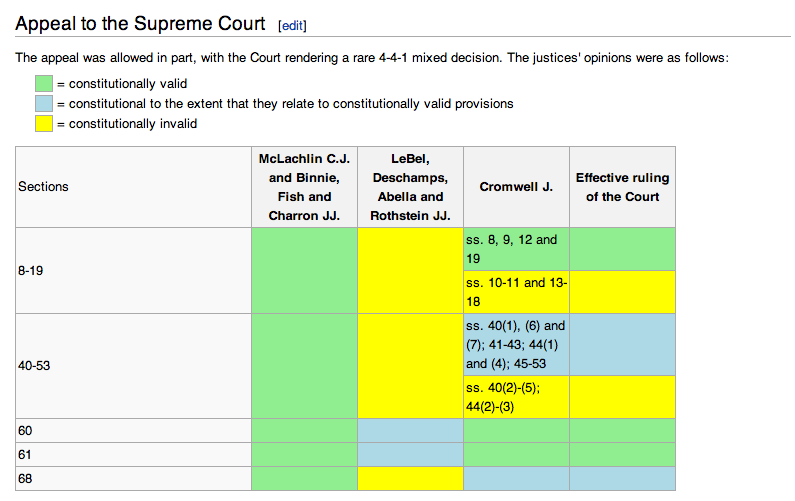 Appeal to the Supreme Court [edit]
The appeal was allowed in part, with the Court rendering a rare 4-4-1 mixed decision. The justices' opinions were as follows:
= constitutionally valid
= constitutional to the extent that they relate to constitutionally valid provisions
= constitutionally invalid
Sections
McLachlin C.J.
and Binnie,
Fish and
Charron JJ.
LeBel,
Deschamps,
Abella and
Rothstein JJ.
Cromwell J.
Effective ruling
of the Court
8-19
ss. 8, 9, 12 and
19
ss. 10-11 and 13-
18
40-53
ss. 40(1), (6) and
(7); 41-43; 44(1)
and (4); 45-53
ss. 40(2)-(5);
44(2)-(3)
60
61
68